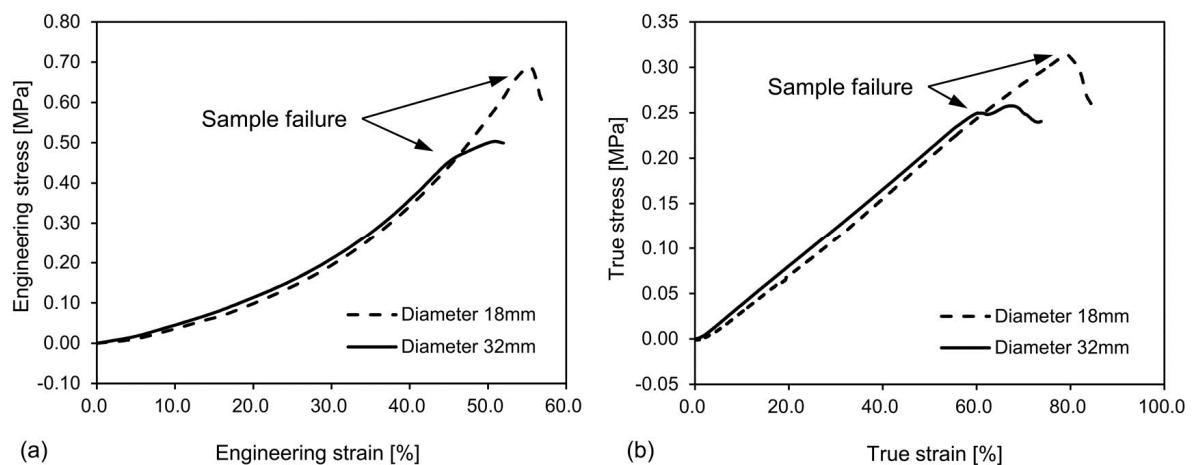 0.80
0.70
0.60
0.50
0.40
0.30
0.20
0.10
0.00
-0.10
Engineering stress [MPa]
Sample failure
Diameter 18mm
Diameter 32mm
0.0 10.0 20.0 30.0 40.0 50.0 60.0
(a) Engineering strain [%]
0.35
0.30
0.25
0.20
0.15
0.10
0.05
0.00
-0.05
True stress [MPa]
Sample failure
Diameter 18mm
Diameter 32mm
0.0 20.0 40.0 60.0 80.0 100.0
(b) True strain [%]